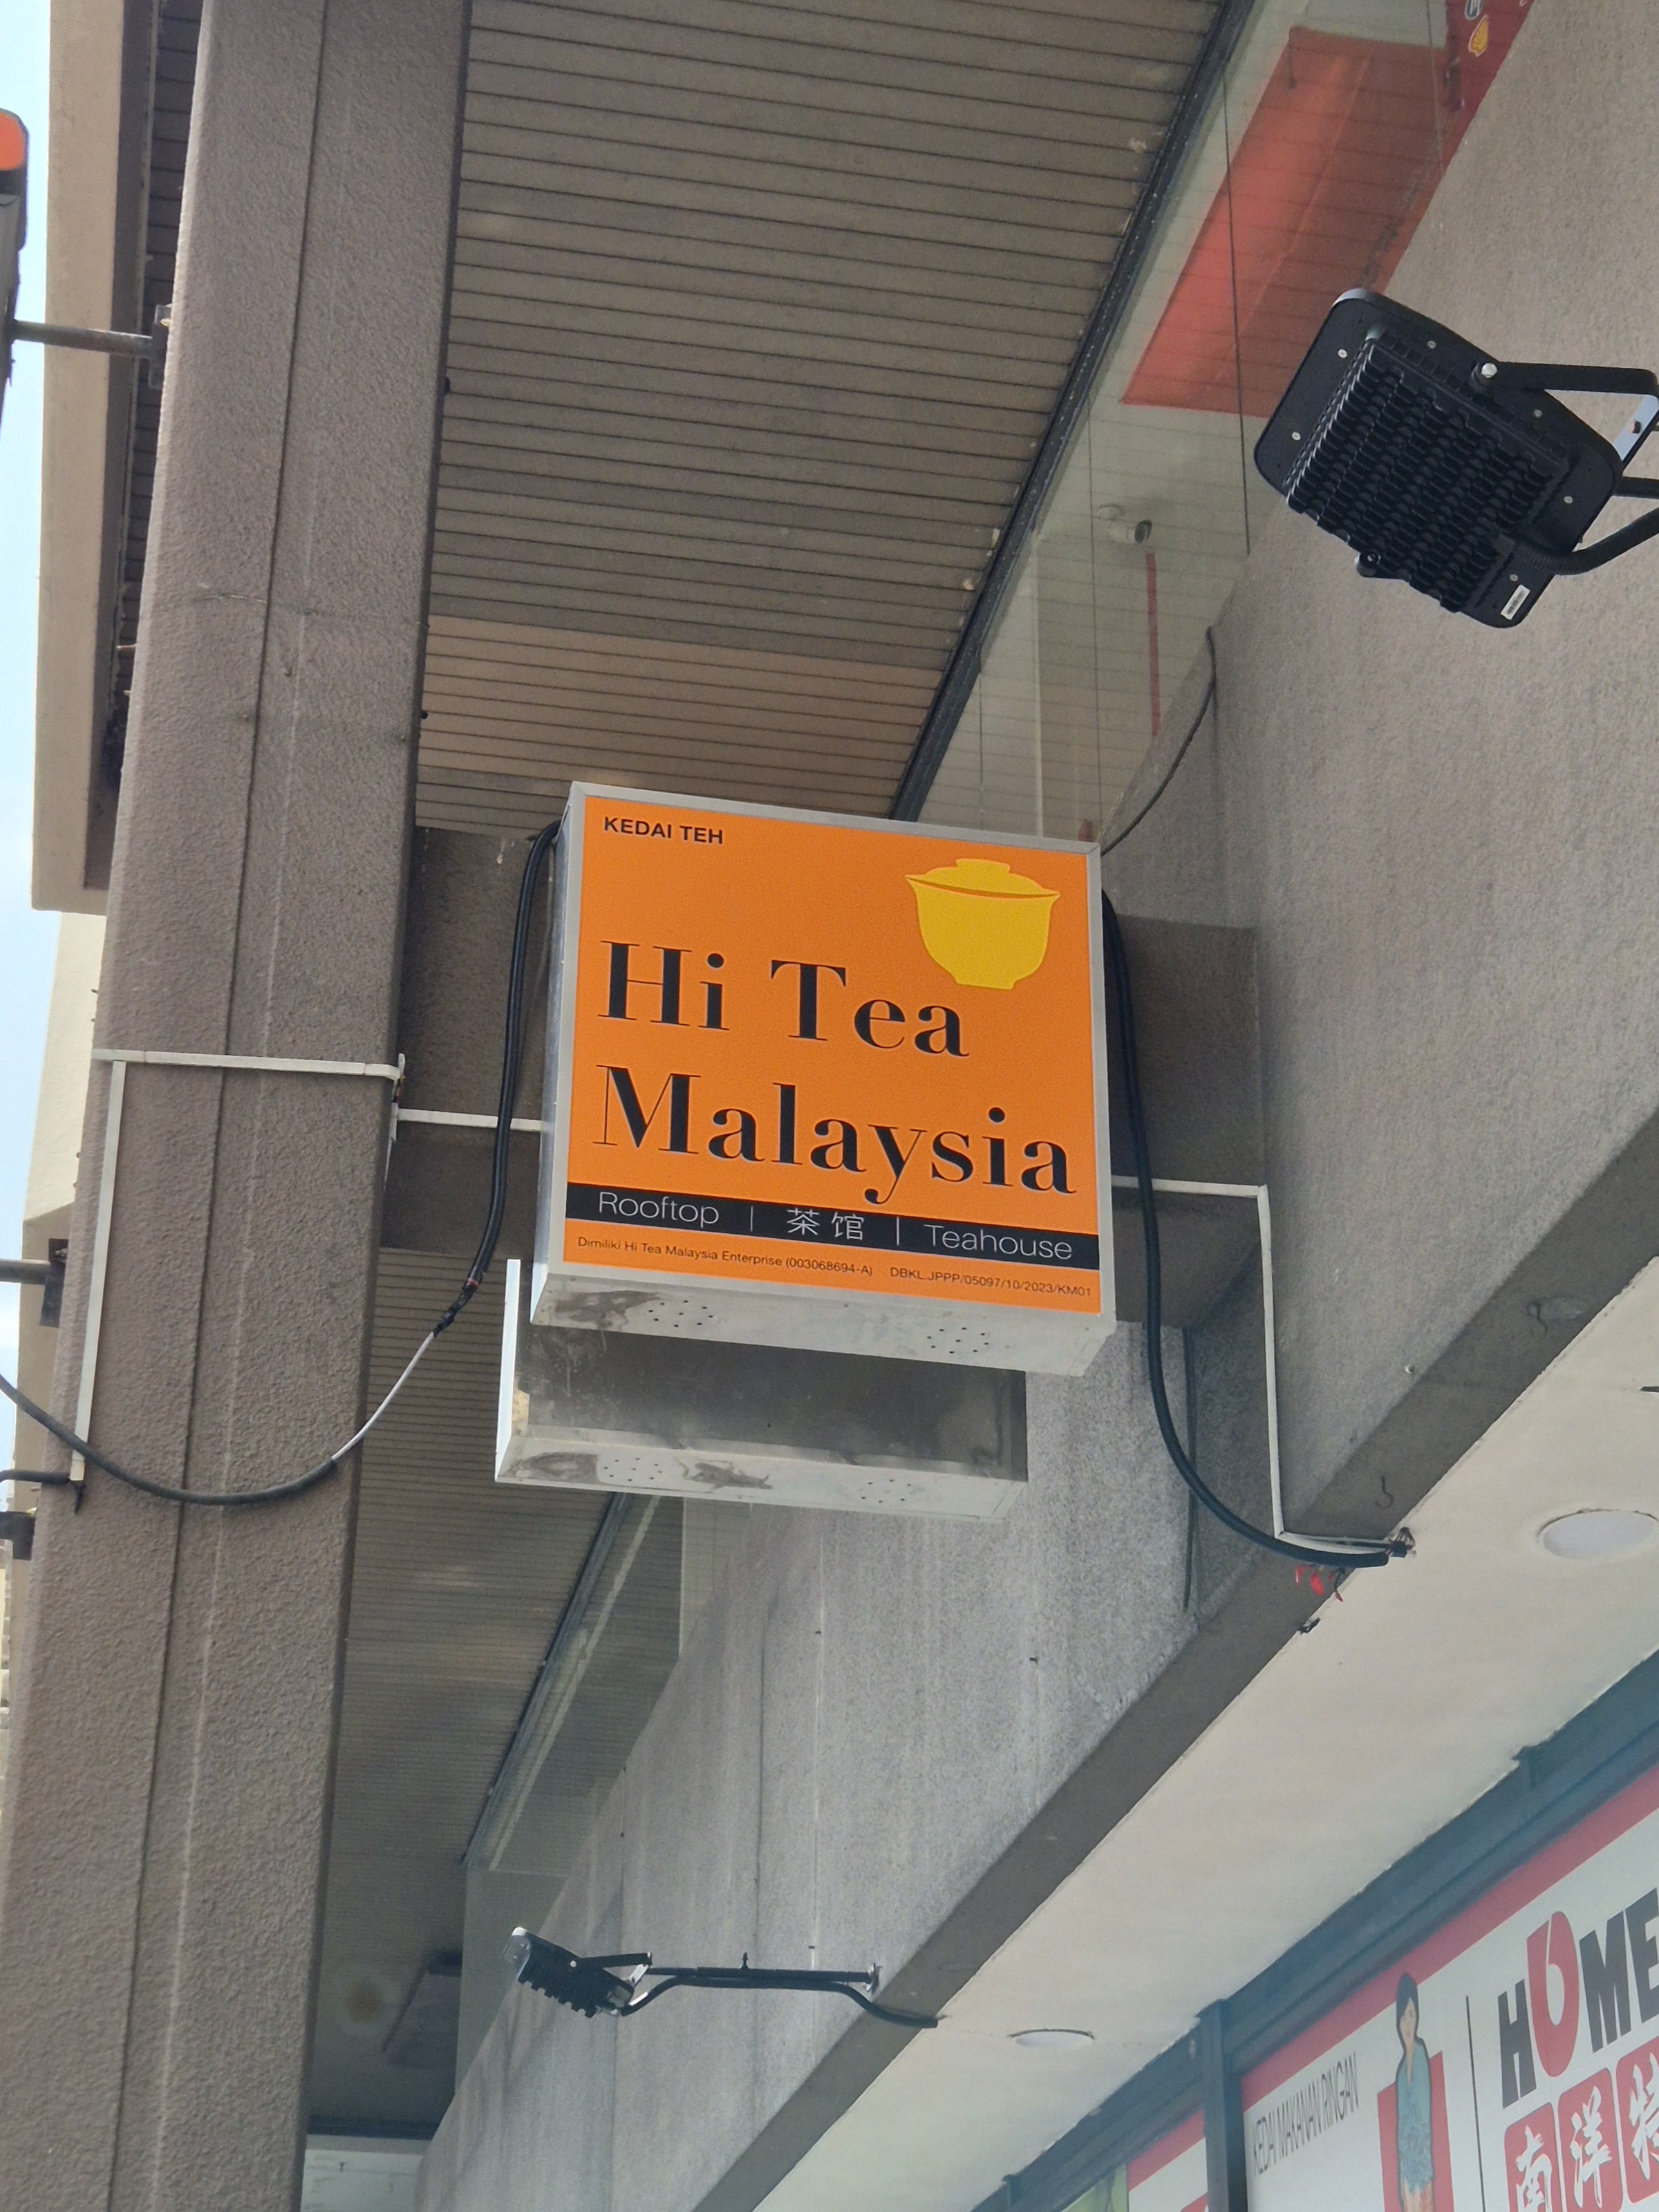 KEDAI TEH
Hi Tea
Malaysia
Rooftop | 茶馆 | Teahouse
Dimiliki Hi Tea Malaysia Enterprise (003068694-A) DBKL.JPPP/05097/10/2023/KM01
HOME
KEDAI MAKANAN RINGAN
南洋特